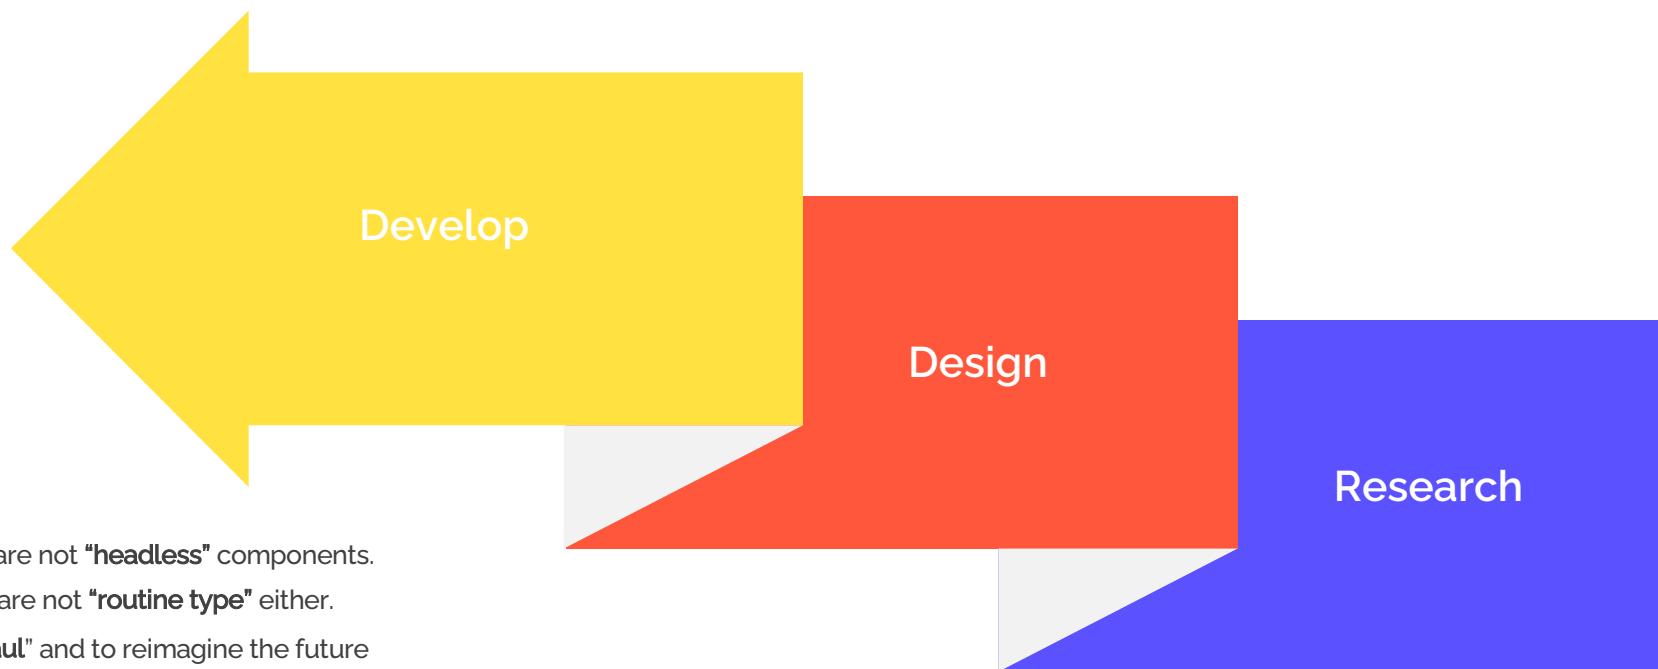 Develop
Design
Research
are not “headless” components.
are not “routine type” either.
ul” and to reimagine the future